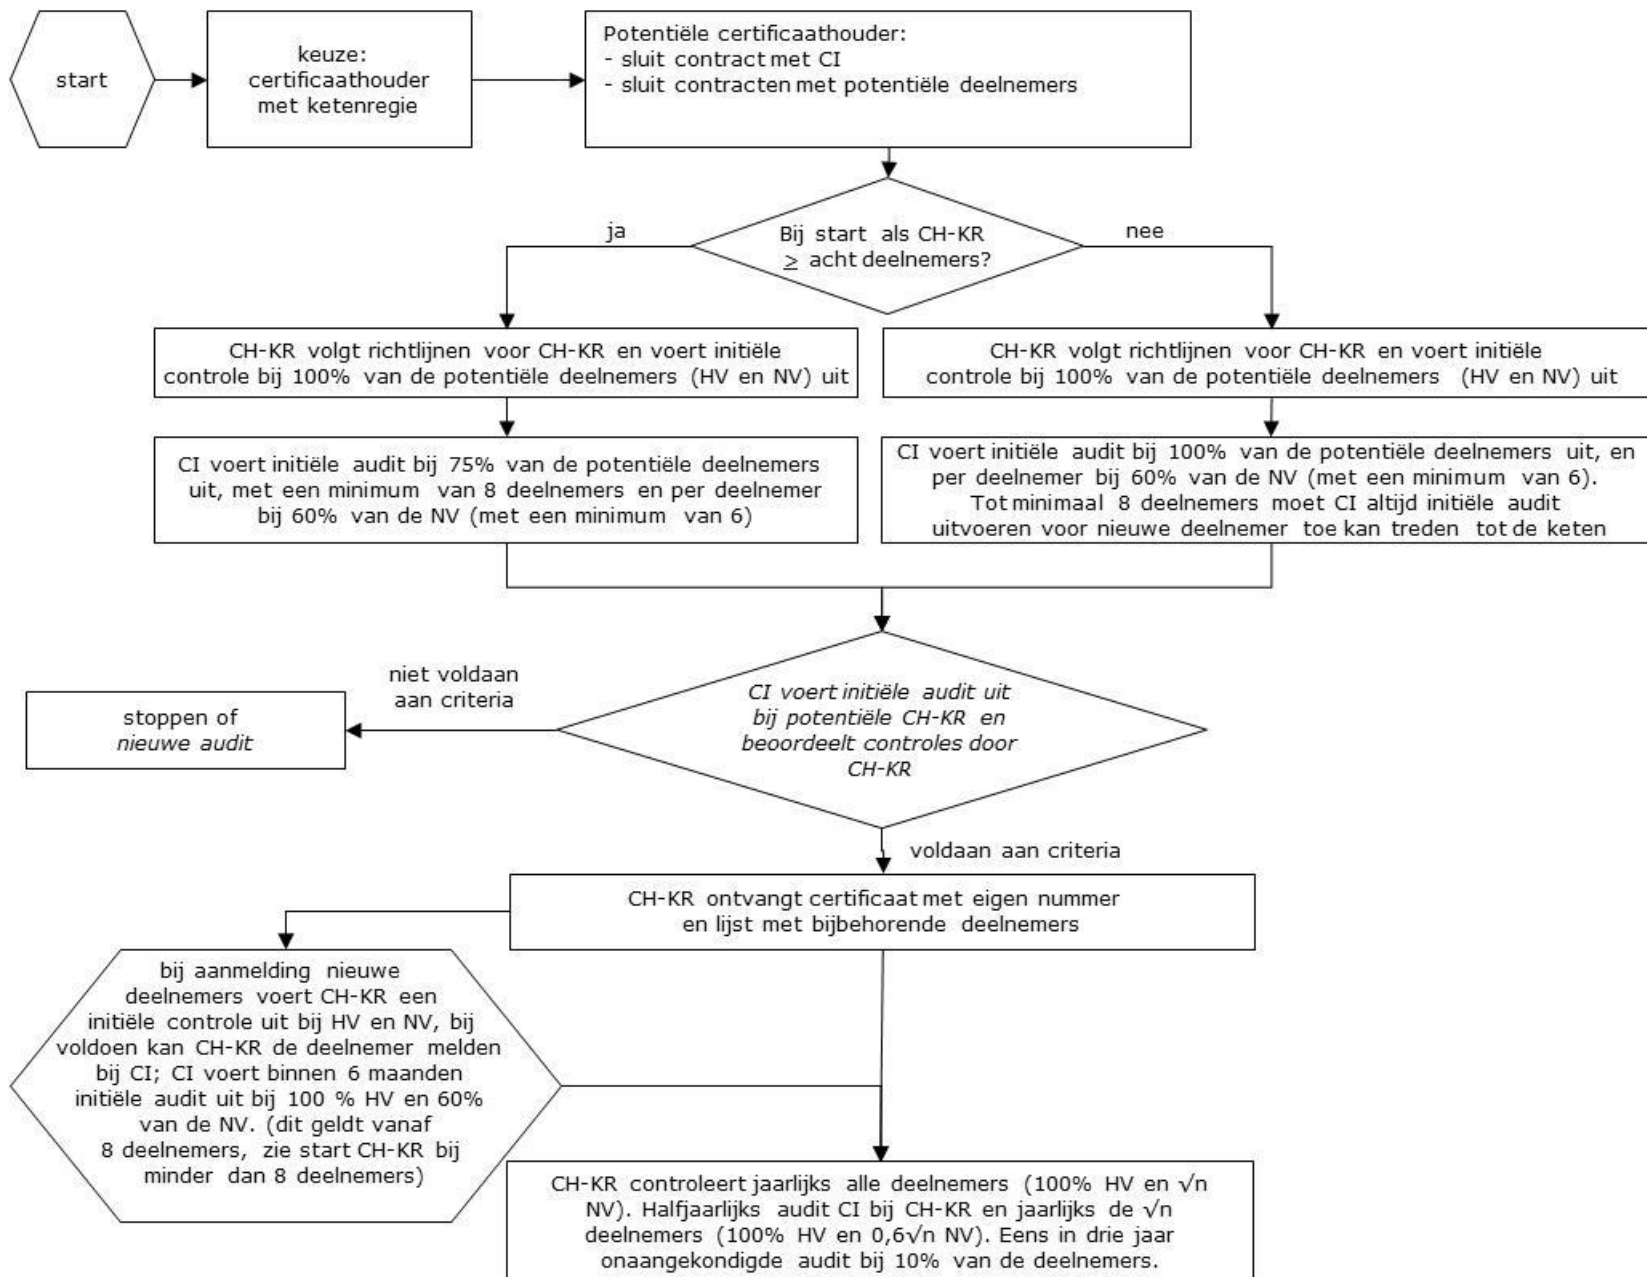 start
keuze:
certificaathouder
met ketenregie
Potentiële certificaathouder:
- sluit contract met CI
- sluit contracten met potentiële deelnemers
Bij start als CH-KR
≥ acht deelnemers?
ja
nee
CH-KR volgt richtlijnen voor CH-KR en voert initiële
controle bij 100% van de potentiële deelnemers (HV en NV) uit
CH-KR volgt richtlijnen voor CH-KR en voert initiële
controle bij 100% van de potentiële deelnemers (HV en NV) uit
CI voert initiële audit bij 75% van de potentiële deelnemers
uit, met een minimum van 8 deelnemers en per deelnemer
bij 60% van de NV (met een minimum van 6)
CI voert initiële audit bij 100% van de potentiële deelnemers uit, en
per deelnemer bij 60% van de NV (met een minimum van 6).
Tot minimaal 8 deelnemers moet CI altijd initiële audit
uitvoeren voor nieuwe deelnemer toe kan treden tot de keten
niet voldaan
aan criteria
stoppen of
nieuwe audit
CI voert initiële audit uit
bij potentiële CH-KR en
beoordeelt controles door
CH-KR
voldaan aan criteria
CH-KR ontvangt certificaat met eigen nummer
en lijst met bijbehorende deelnemers
bij aanmelding nieuwe
deelnemers voert CH-KR een
initiële controle uit bij HV en NV, bij
voldoen kan CH-KR de deelnemer melden
bij CI; CI voert binnen 6 maanden
initiële audit uit bij 100 % HV en 60%
van de NV. (dit geldt vanaf
8 deelnemers, zie start CH-KR bij
minder dan 8 deelnemers)
CH-KR controleert jaarlijks alle deelnemers (100% HV en √n
NV). Halfjaarlijks audit CI bij CH-KR en jaarlijks de √n
deelnemers (100% HV en 0,6√n NV). Eens in drie jaar
onaangekondigde audit bij 10% van de deelnemers.